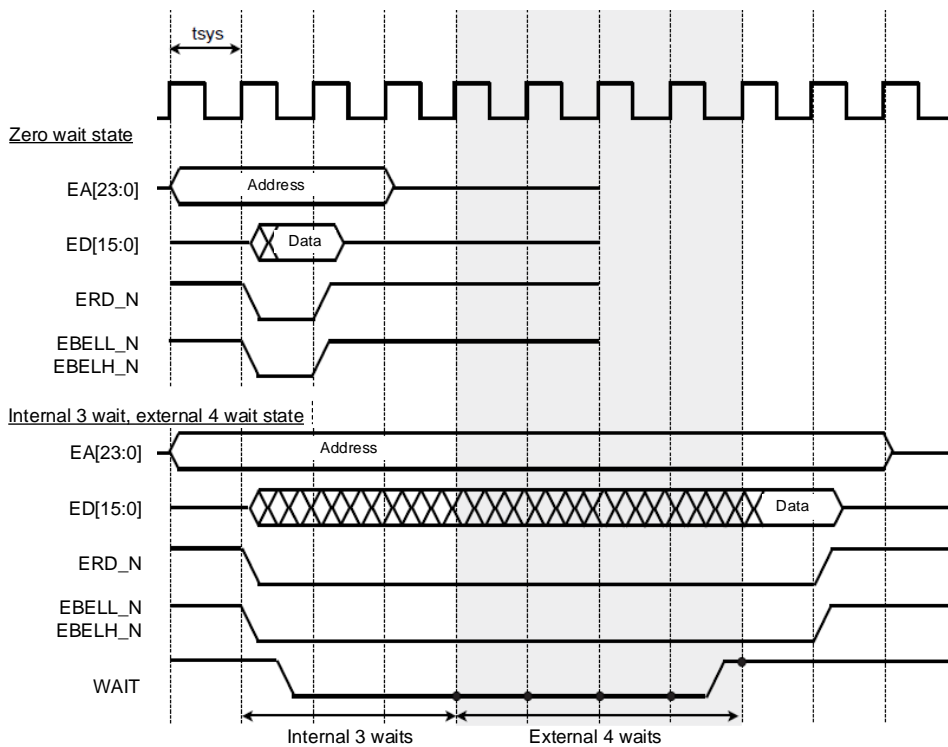 tsys
Zero wait state
EA[23:0]
Address
ED[15:0]
Data
ERD_N
EBELL_N
EBELH_N
Internal 3 wait, external 4 wait state
EA[23:0]
Address
ED[15:0]
Data
ERD_N
EBELL_N
EBELH_N
WAIT
Internal 3 waits
External 4 waits